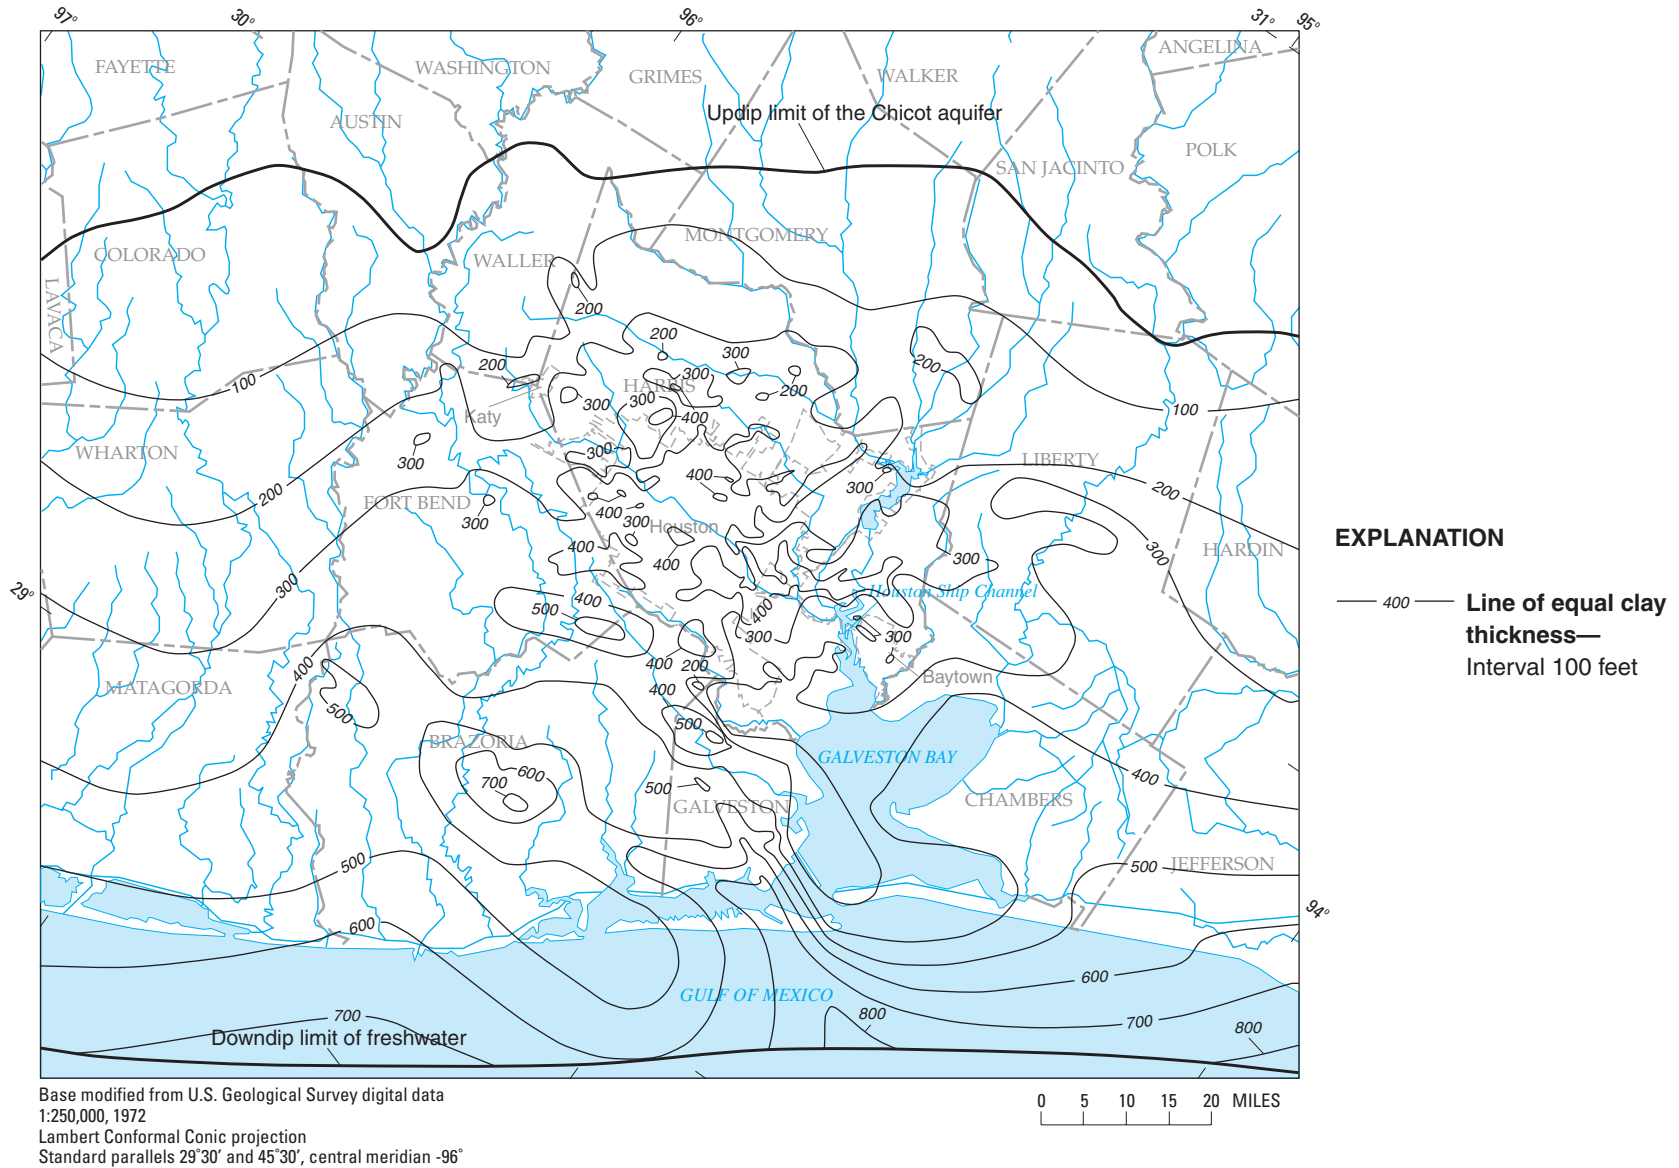 97° 30° 96° 31° 95°
ANGELINA
FAYETTE WASHINGTON GRIMES WALKER
Updip limit of the Chicot aquifer
AUSTIN
POLK
SAN JACINTO
MONTGOMERY
COLORADO WALLER
LAVACA
200
200 300
200 200
300 HARRIS 200
100
300 300 400 100
Katy
WHARTON 300 300 LIBERTY
400 300 200
200
FORT BEND
400
300 300 Houston
400 300 300 HARDIN
400
300
29°
Houston Ship Channel
400
500 400
300 300
400 200
400
Baytown
MATAGORDA 400
500
500
BRAZORIA
GALVESTON BAY
600
700 500 400
GALVESTON CHAMBERS
500 500 JEFFERSON
94°
600
600
GULF OF MEXICO
700 800 700 800
Downdip limit of freshwater
EXPLANATION
400 Line of equal clay
thickness—
Interval 100 feet
Base modified from U.S. Geological Survey digital data
1:250,000, 1972
Lambert Conformal Conic projection
Standard parallels 29°30′ and 45°30′, central meridian -96°
0 5 10 15 20 MILES